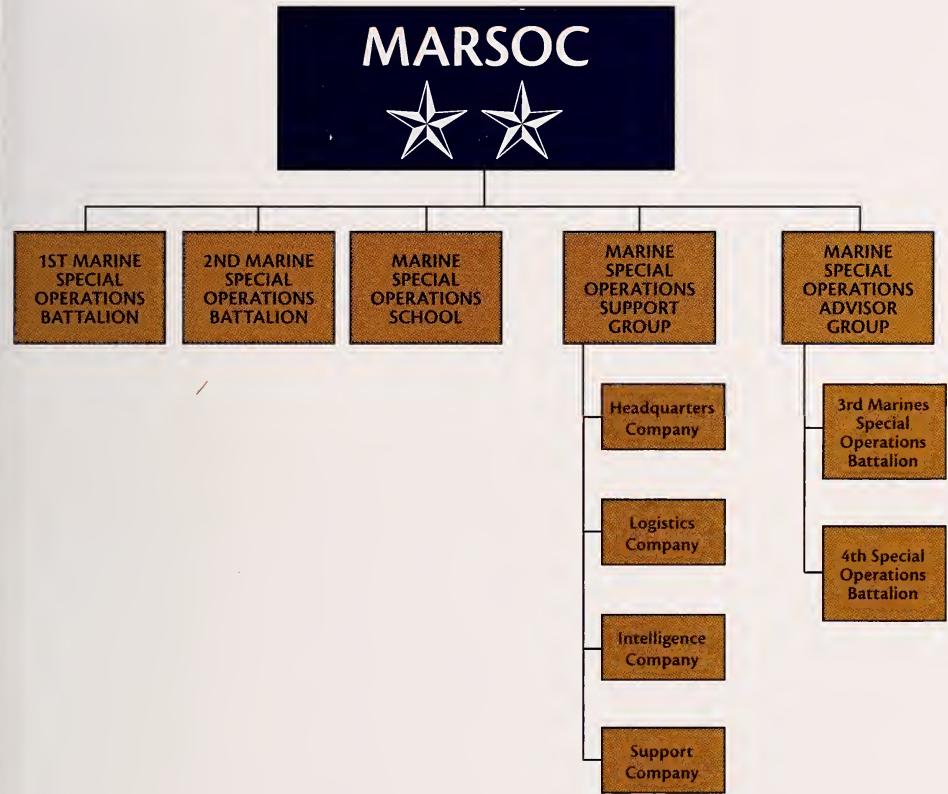 MARSOC
1ST MARINE
SPECIAL
OPERATIONS
BATTALION
2ND MARINE
SPECIAL
OPERATIONS
BATTALION
MARINE
SPECIAL
OPERATIONS
SCHOOL
MARINE
SPECIAL
OPERATIONS
SUPPORT
GROUP
Headquarters
Company
Logistics
Company
Intelligence
Company
Support
Company
MARINE
SPECIAL
OPERATIONS
ADVISOR
GROUP
3rd Marines
Special
Operations
Battalion
4th Special
Operations
Battalion